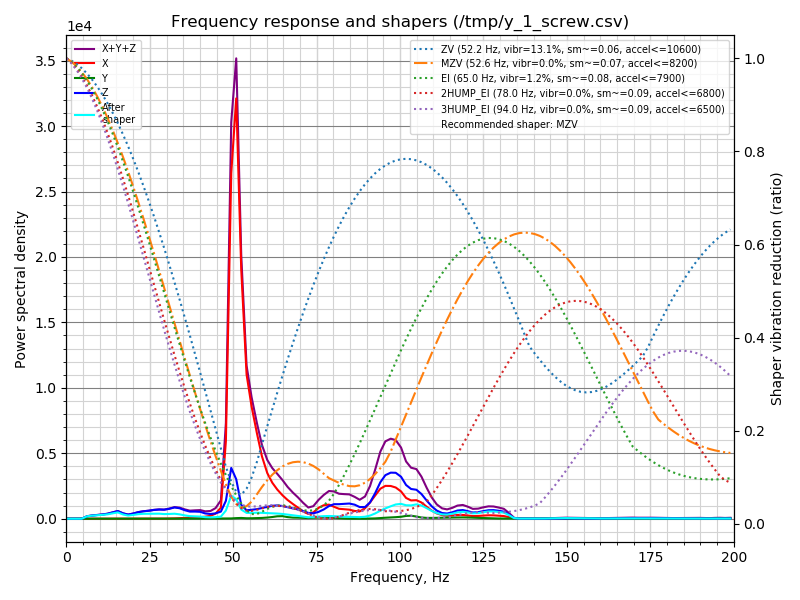 Frequency response and shapers (/tmp/y_1_screw.csv)
1e4
X+Y+Z
X
Y
Z
After
shaper
ZV (52.2 Hz, vibr=13.1%, sm~=0.06, accel<=10600)
MZV (52.6 Hz, vibr=0.0%, sm~=0.07, accel<=8200)
EI (65.0 Hz, vibr=1.2%, sm~=0.08, accel<=7900)
2HUMP_EI (78.0 Hz, vibr=0.0%, sm~=0.09, accel<=6800)
3HUMP_EI (94.0 Hz, vibr=0.0%, sm~=0.09, accel<=6500)
Recommended shaper: MZV
Power spectral density
3.5
3.0
2.5
2.0
1.5
1.0
0.5
0.0
Shaper vibration reduction (ratio)
1.0
0.8
0.6
0.4
0.2
0.0
0 25 50 75 100 125 150 175 200
Frequency, Hz